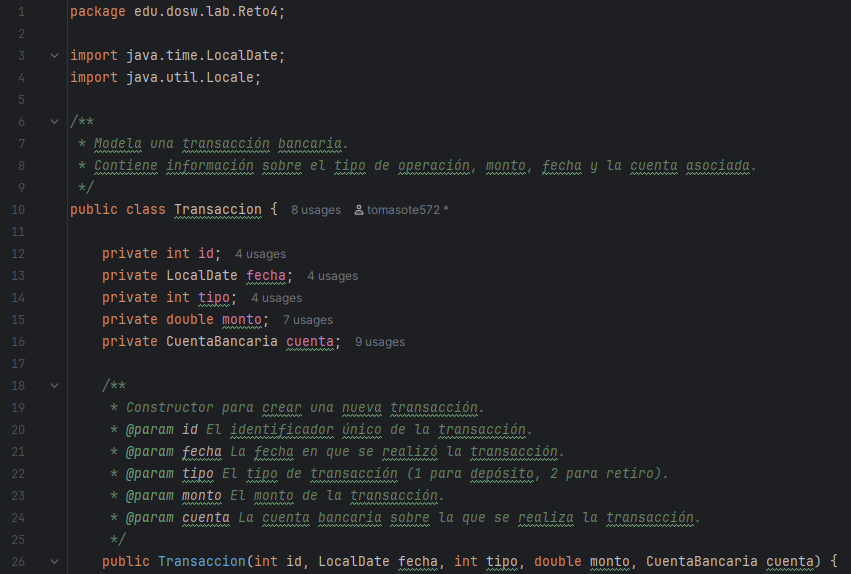 1 package edu.dosw.lab.Reto4;
2
3 import java.time.LocalDate;
4 import java.util.Locale;
5
6 /**
7 * Modela una transacción bancaria.
8 * Contiene información sobre el tipo de operación, monto, fecha y la cuenta asociada.
9 */
10 public class Transaccion { 8 usages tomasote572 *
11
12 private int id; 4 usages
13 private LocalDate fecha; 4 usages
14 private int tipo; 4 usages
15 private double monto; 7 usages
16 private CuentaBancaria cuenta; 9 usages
17
18 /**
19 * Constructor para crear una nueva transacción.
20 * @param id El identificador único de la transacción.
21 * @param fecha La fecha en que se realizó la transacción.
22 * @param tipo El tipo de transacción (1 para depósito, 2 para retiro).
23 * @param monto El monto de la transacción.
24 * @param cuenta La cuenta bancaria sobre la que se realiza la transacción.
25 */
26 public Transaccion(int id, LocalDate fecha, int tipo, double monto, CuentaBancaria cuenta) {